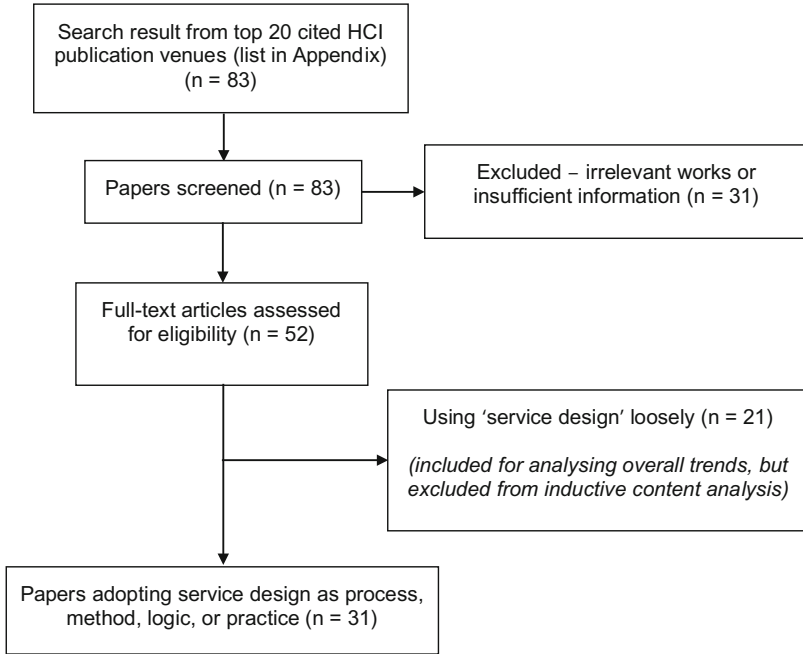 Search result from top 20 cited HCI
publication venues (list in Appendix)
(n = 83)
Papers screened (n = 83)
Excluded – irrelevant works or
insufficient information (n = 31)
Full-text articles assessed
for eligibility (n = 52)
Using ‘service design’ loosely (n = 21)
(included for analysing overall trends, but
excluded from inductive content analysis)
Papers adopting service design as process,
method, logic, or practice (n = 31)